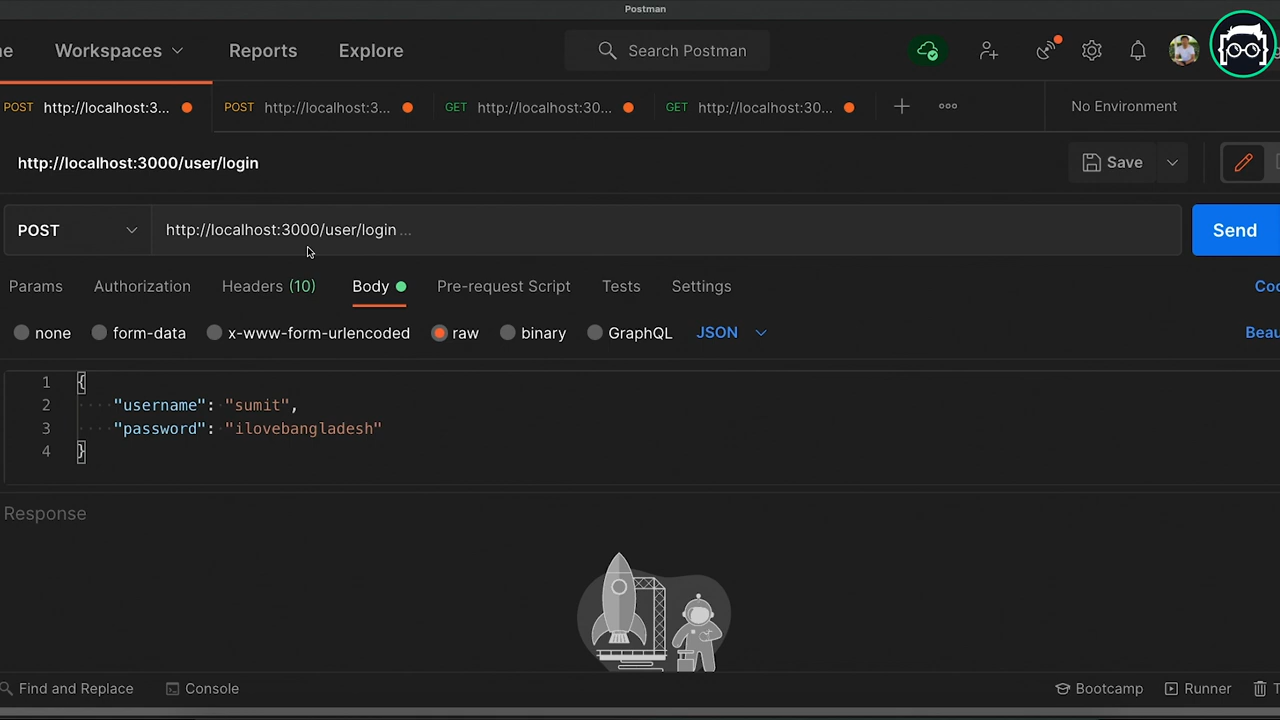 Postman
Workspaces Reports Explore Search Postman
POST http://localhost:3... POST http://localhost:3... GET http://localhost:30... GET http://localhost:30... No Environment
http://localhost:3000/user/login Save
POST http://localhost:3000/user/login ... Send
Params Authorization Headers (10) Body Pre-request Script Tests Settings
none form-data x-www-form-urlencoded raw binary GraphQL JSON
1 {
2 "username": "sumit",
3 "password": "ilovebangladesh"
4 }
Response
Find and Replace Console Bootcamp Runner